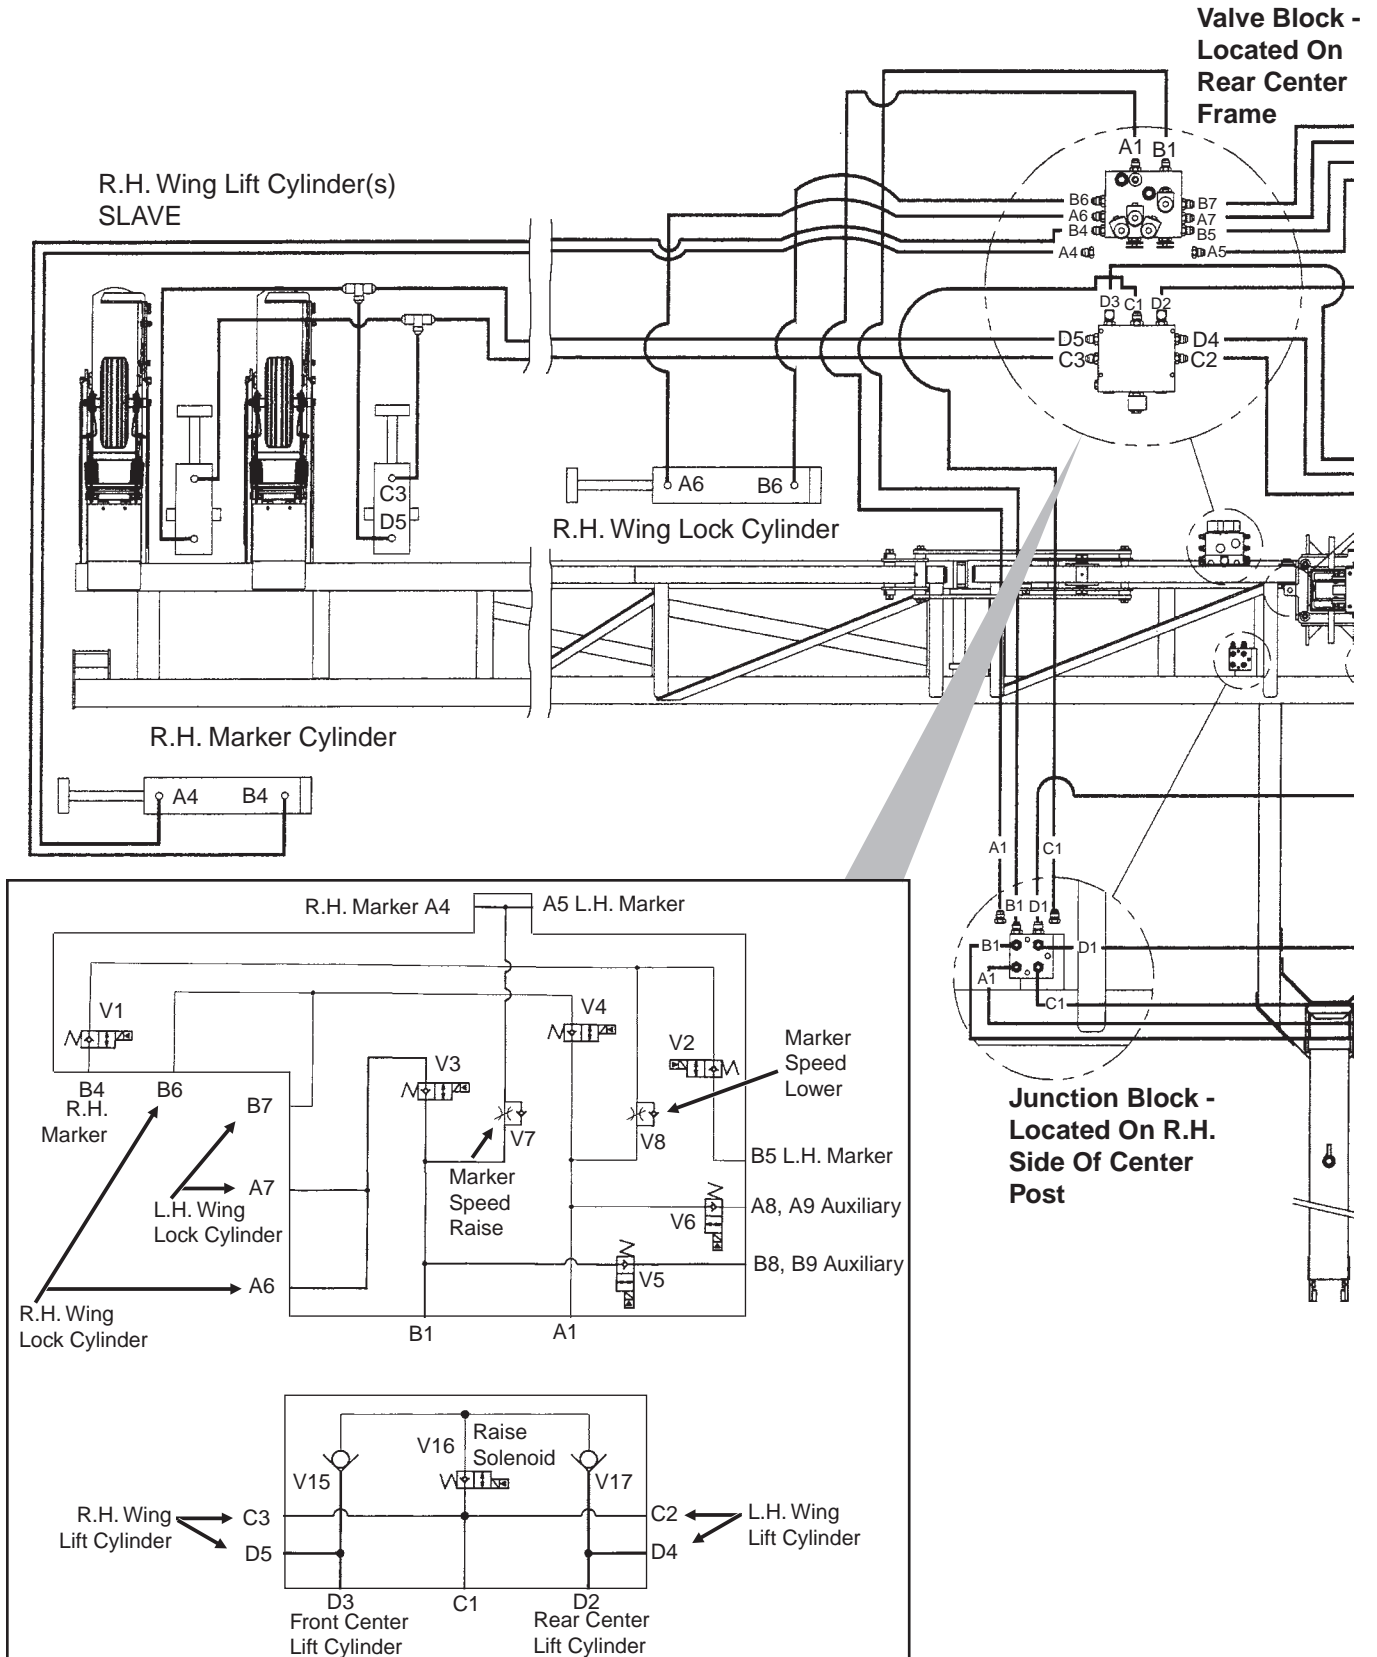 Valve Block -
Located On
Rear Center
Frame
A1 B1
R.H. Wing Lift Cylinder(s)
SLAVE
B6 B7
A6 A7
B4 B5
A4 A5
D3 C1 D2
D5 D4
C3 C2
C3
D5
A6 B6
R.H. Wing Lock Cylinder
R.H. Marker Cylinder
A4 B4
A1 C1
B1 D1
B1 D1
A1
C1
Junction Block -
Located On R.H.
Side Of Center
Post
R.H. Marker A4 A5 L.H. Marker
V1 V4
V3 V2
Marker
Speed
Lower
B4 B6
R.H.
Marker
B7
V7 V8
Marker
Speed
Raise
B5 L.H. Marker
A7
L.H. Wing
Lock Cylinder
V6 A8, A9 Auxiliary
V5 B8, B9 Auxiliary
A6
R.H. Wing
Lock Cylinder
B1 A1
Raise
Solenoid
V16
V15 V17
R.H. Wing
Lift Cylinder
C3 C2
L.H. Wing
Lift Cylinder
D5 D4
D3 C1 D2
Front Center
Lift Cylinder
Rear Center
Lift Cylinder